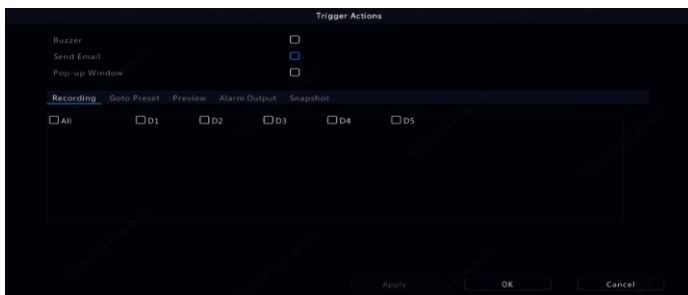 Trigger Actions
Buzzer
Send Email
Pop-up Window
Recording Goto Preset Preview Alarm Output Snapshot
All D1 D2 D3 D4 D5
Apply OK Cancel